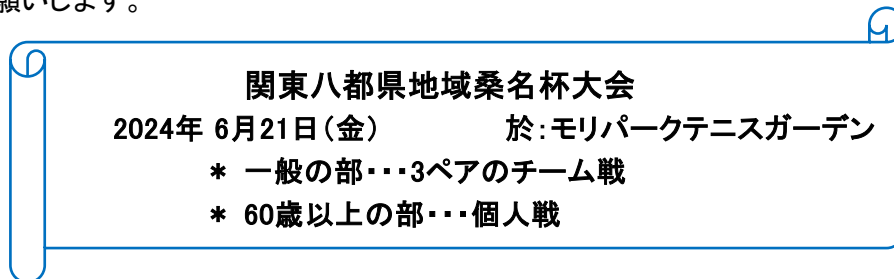 願いします。
関東八都県地域桑名杯大会
2024年 6月21日(金) 於:モリパークテニスガーデン
* 一般の部・・・3ペアのチーム戦
* 60歳以上の部・・・個人戦